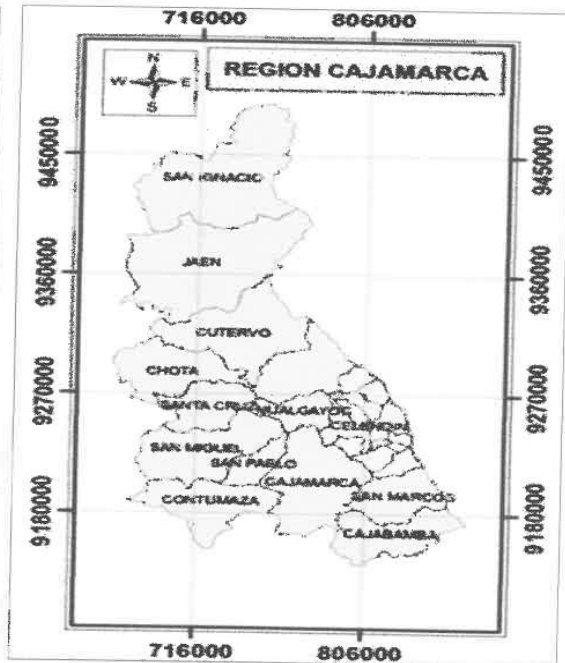 716000 806000
N
W E
S
REGION CAJAMARCA
9450000 9450000
SAN IGNACIO
JAEN
9360000 9360000
CUTERVO
CHOTA
9270000 9270000
SANTA CRUZ HUALGAYOC
CELENDIN
SAN MIGUEL
SAN PABLO
CAJAMARCA
CONTUMAZA SAN MARCOS
9180000 9180000
CAJABAMBA
716000 806000